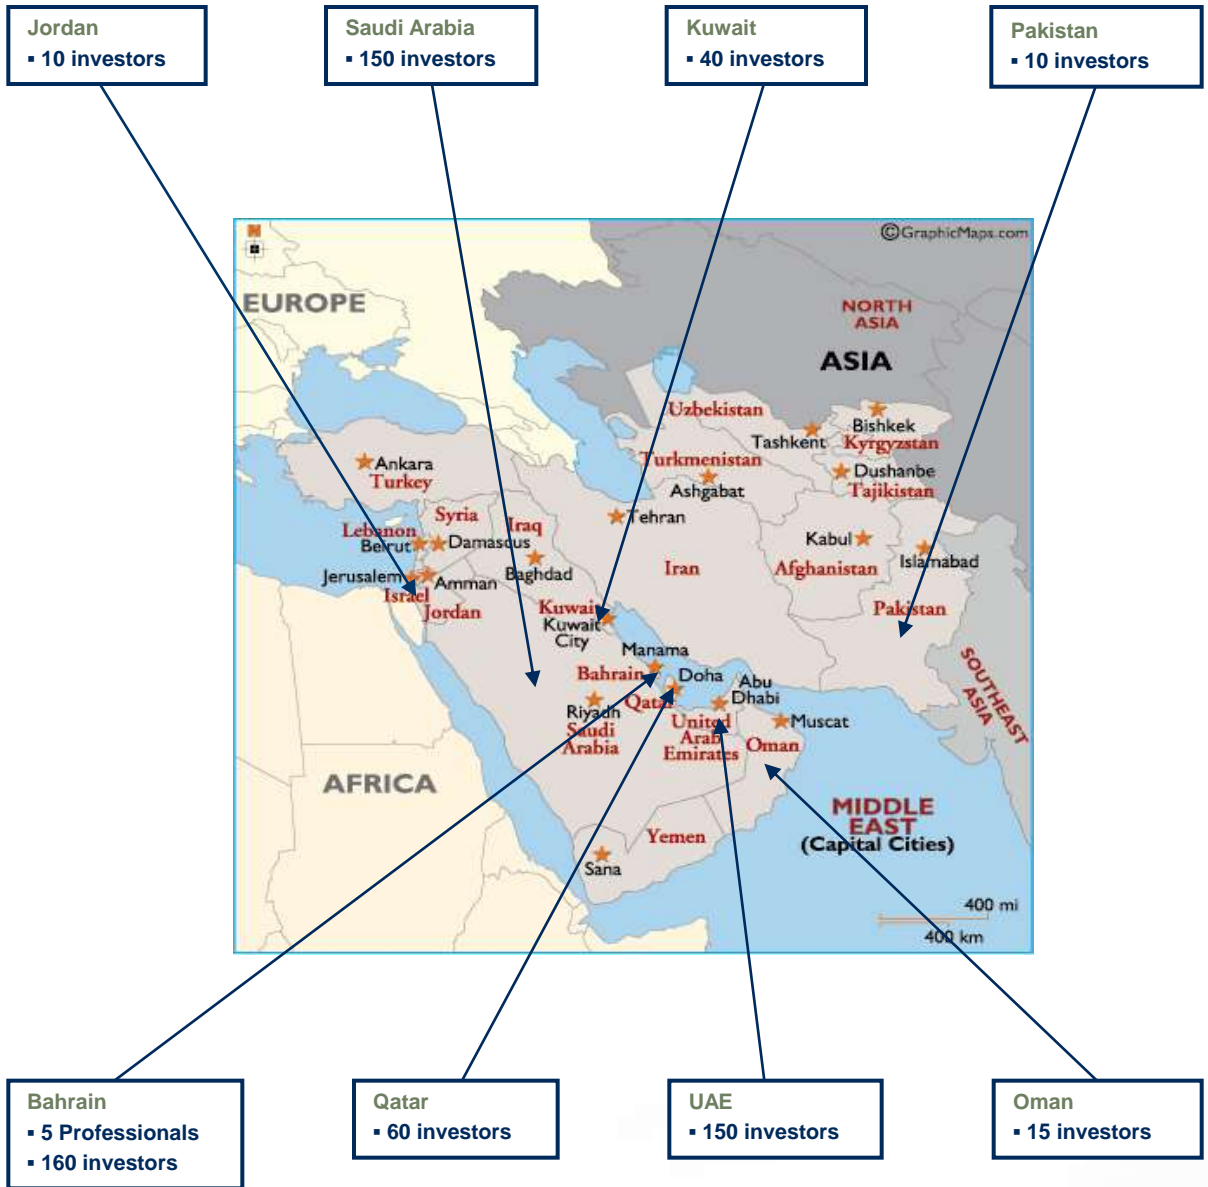 Jordan
▪ 10 investors
Saudi Arabia
▪ 150 investors
Kuwait
▪ 40 investors
Pakistan
▪ 10 investors
N
©GraphicMaps.com
EUROPE
NORTH
ASIA
ASIA
Uzbekistan
Bishkek
Tashkent
Kyrgyzstan
Turkmenistan
Ankara
Turkey
Dushanbe
Ashgabat
Tajikistan
Syria
Tehran
Lebanon
Iraq
Beirut
Damascus
Kabul
Islamabad
Baghdad
Iran
Afghanistan
Jerusalem
Amman
Israel
Jordan
Kuwait
Kuwait
City
Pakistan
Manama
Bahrain
Doha
Abu
Dhabi
SOUTHEAST
ASIA
Qatar
Riyadh
Saudi
Arabia
United
Arab
Emirates
Muscat
Oman
AFRICA
MIDDLE
EAST
(Capital Cities)
Yemen
Sana
400 mi
400 km
Bahrain
▪ 5 Professionals
▪ 160 investors
Qatar
▪ 60 investors
UAE
▪ 150 investors
Oman
▪ 15 investors